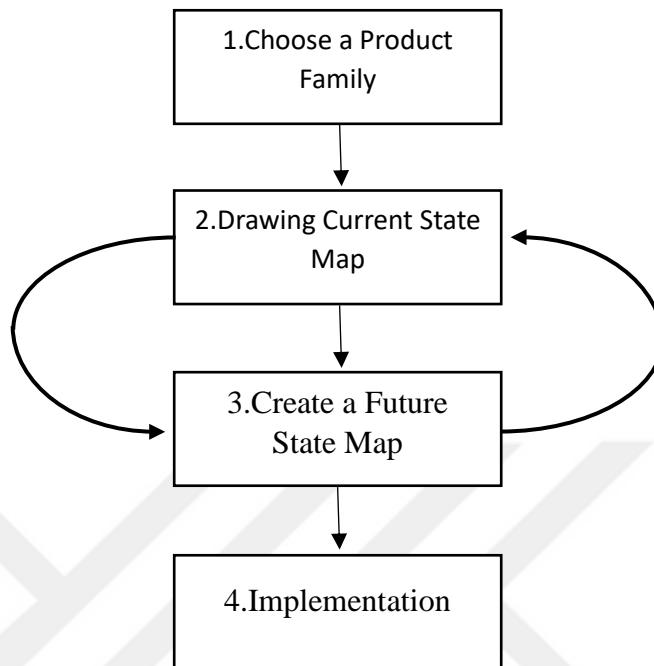 1.Choose a Product
Family
2.Drawing Current State
Map
3.Create a Future
State Map
4.Implementation